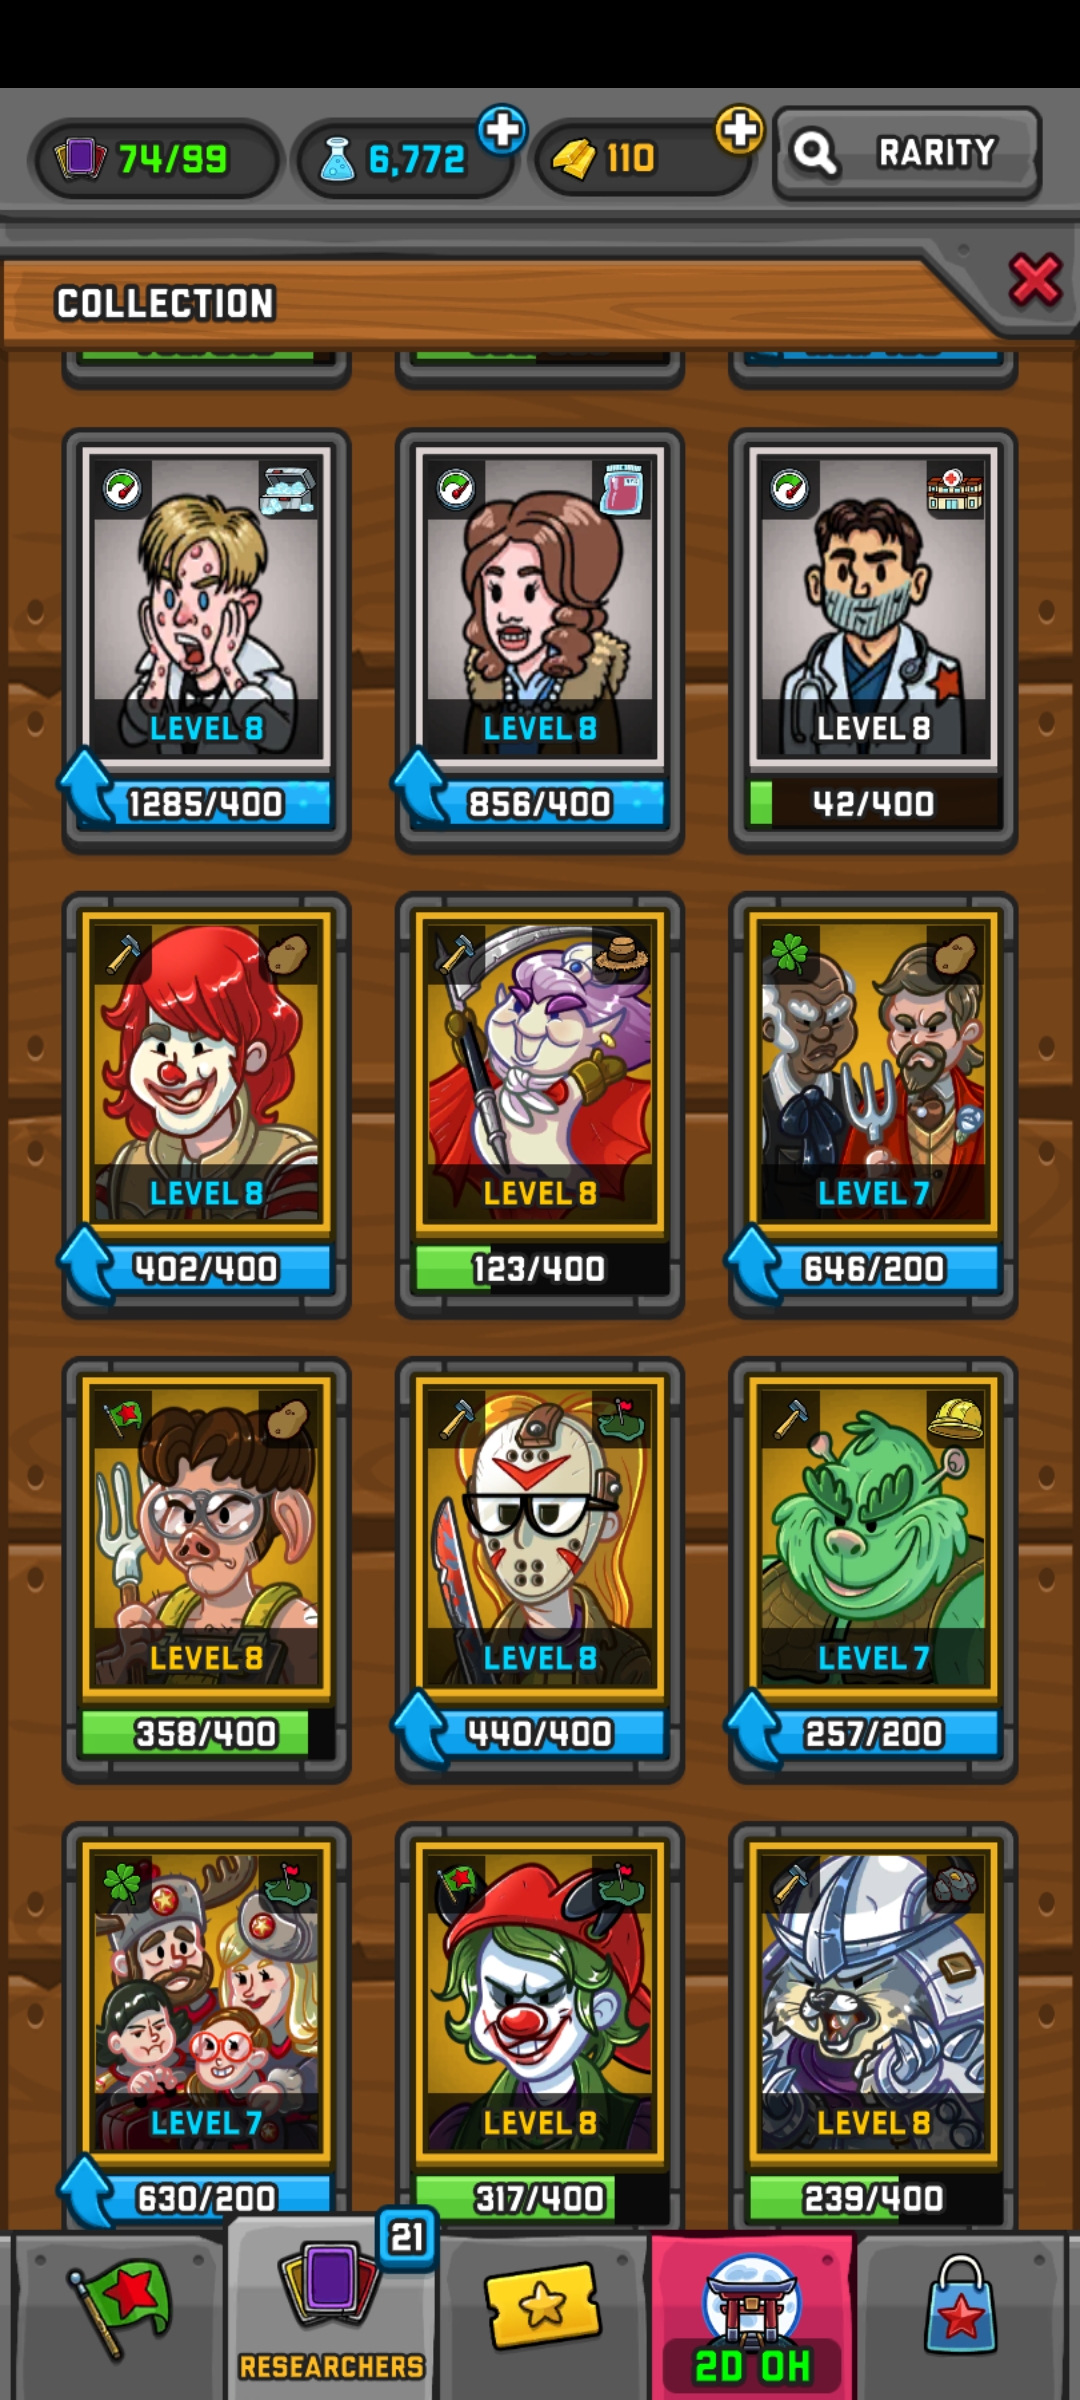 74/99
6,772
110
RARITY
COLLECTION
LEVEL 8
LEVEL 8
LEVEL 8
1285/400
856/400
42/400
LEVEL 8
LEVEL 8
LEVEL 7
402/400
123/400
646/200
LEVEL 8
LEVEL 8
LEVEL 7
358/400
440/400
257/200
LEVEL 7
LEVEL 8
LEVEL 8
630/200
317/400
239/400
21
RESEARCHERS
2D 0H